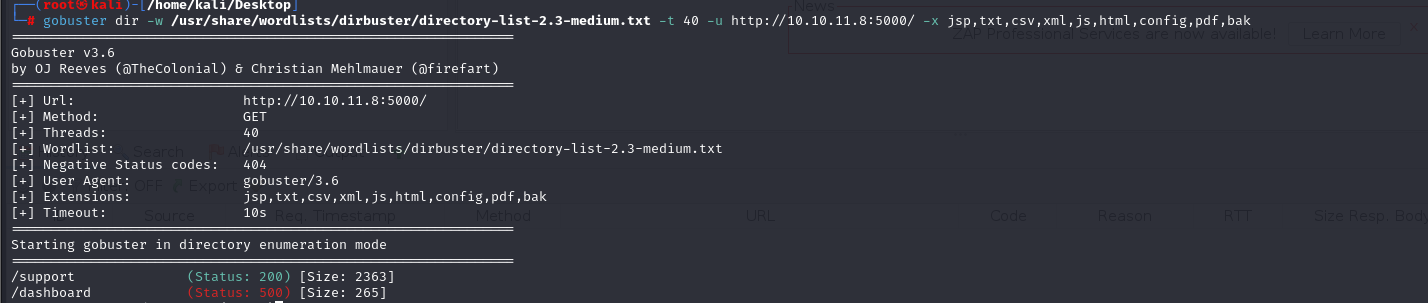 (root㉿kali)-[/home/kali/Desktop]
# gobuster dir -w /usr/share/wordlists/dirbuster/directory-list-2.3-medium.txt -t 40 -u http://10.10.11.8:5000/ -x jsp,txt,csv,xml,js,html,config,pdf,bak
News
ZAP Professional Services are now available! Learn More
===============================================================
Gobuster v3.6
by OJ Reeves (@TheColonial) & Christian Mehlmauer (@firefart)
===============================================================
[+] Url: http://10.10.11.8:5000/
[+] Method: GET
[+] Threads: 40
[+] Wordlist: /usr/share/wordlists/dirbuster/directory-list-2.3-medium.txt
Search
[+] Negative Status codes: 404
[+] User Agent: gobuster/3.6
[+] Extensions: jsp,txt,csv,xml,js,html,config,pdf,bak
OFF Export
[+] Timeout: 10s
Source Req. Timestamp Method URL Code Reason RTT Size Resp. Body
===============================================================
Starting gobuster in directory enumeration mode
===============================================================
/support (Status: 200) [Size: 2363]
/dashboard (Status: 500) [Size: 265]